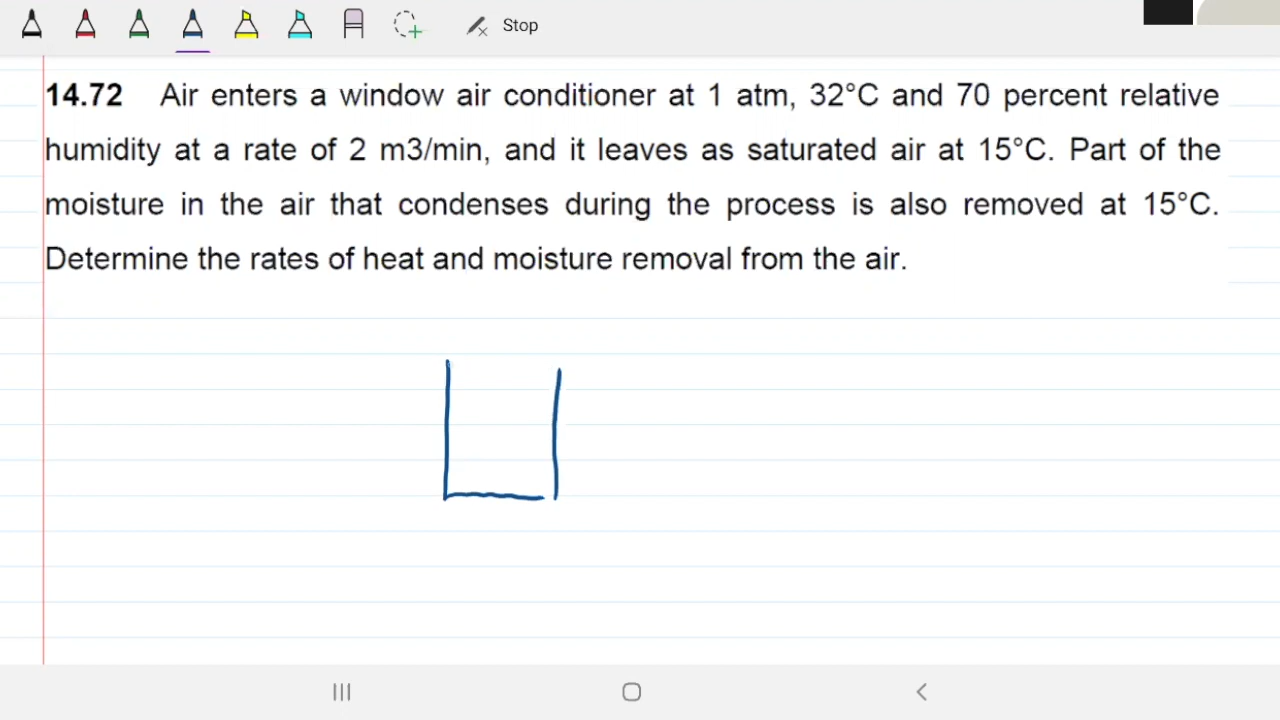 Stop
14.72 Air enters a window air conditioner at 1 atm, 32°C and 70 percent relative
humidity at a rate of 2 m3/min, and it leaves as saturated air at 15°C. Part of the
moisture in the air that condenses during the process is also removed at 15°C.
Determine the rates of heat and moisture removal from the air.